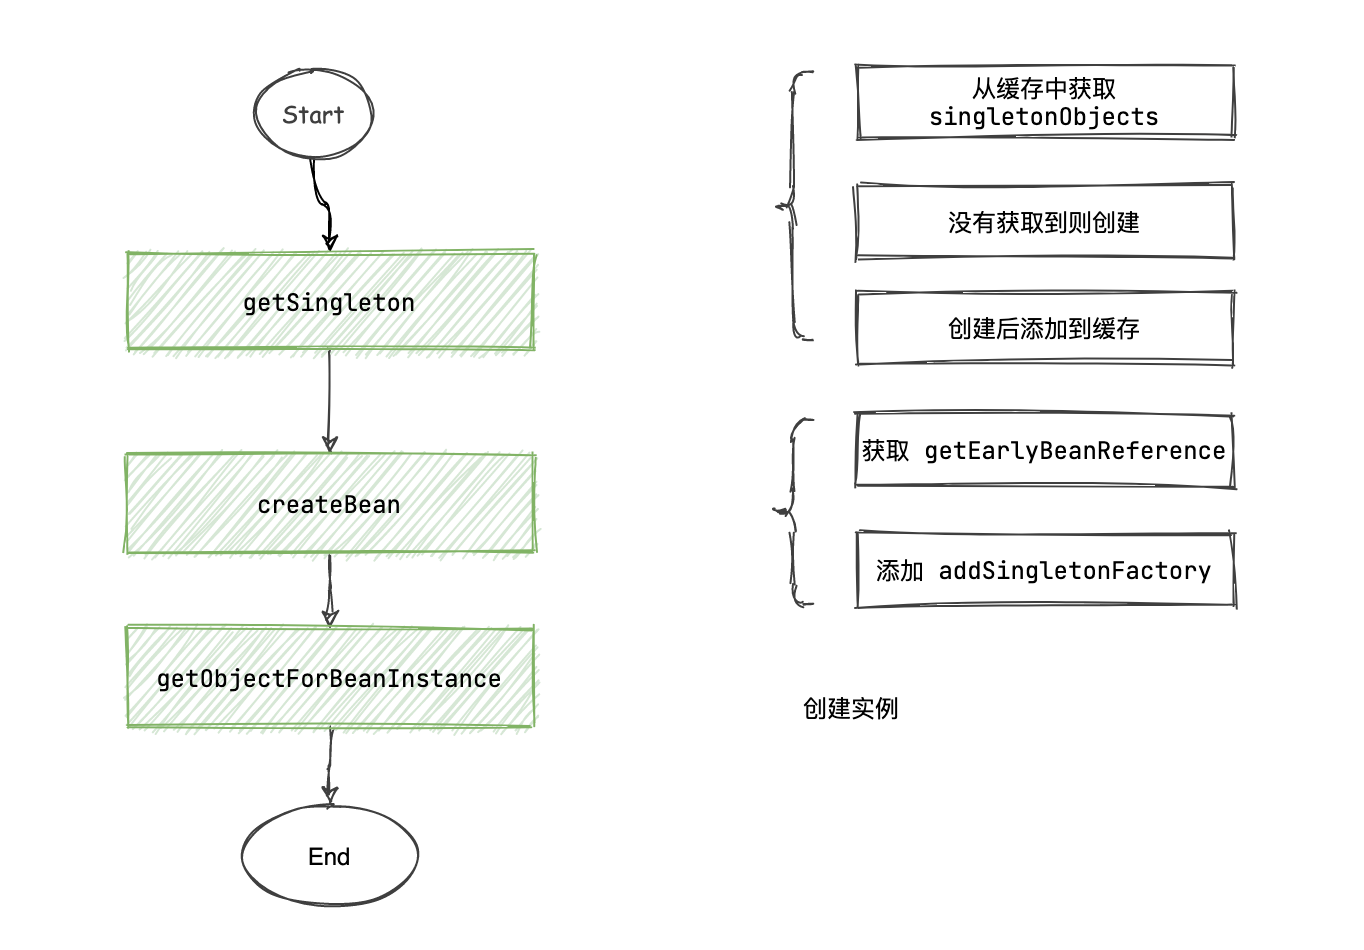 Start
getSingleton
createBean
getObjectForBeanInstance
End
从缓存中获取
singletonObjects
没有获取到则创建
创建后添加到缓存
获取 getEarlyBeanReference
添加 addSingletonFactory
创建实例